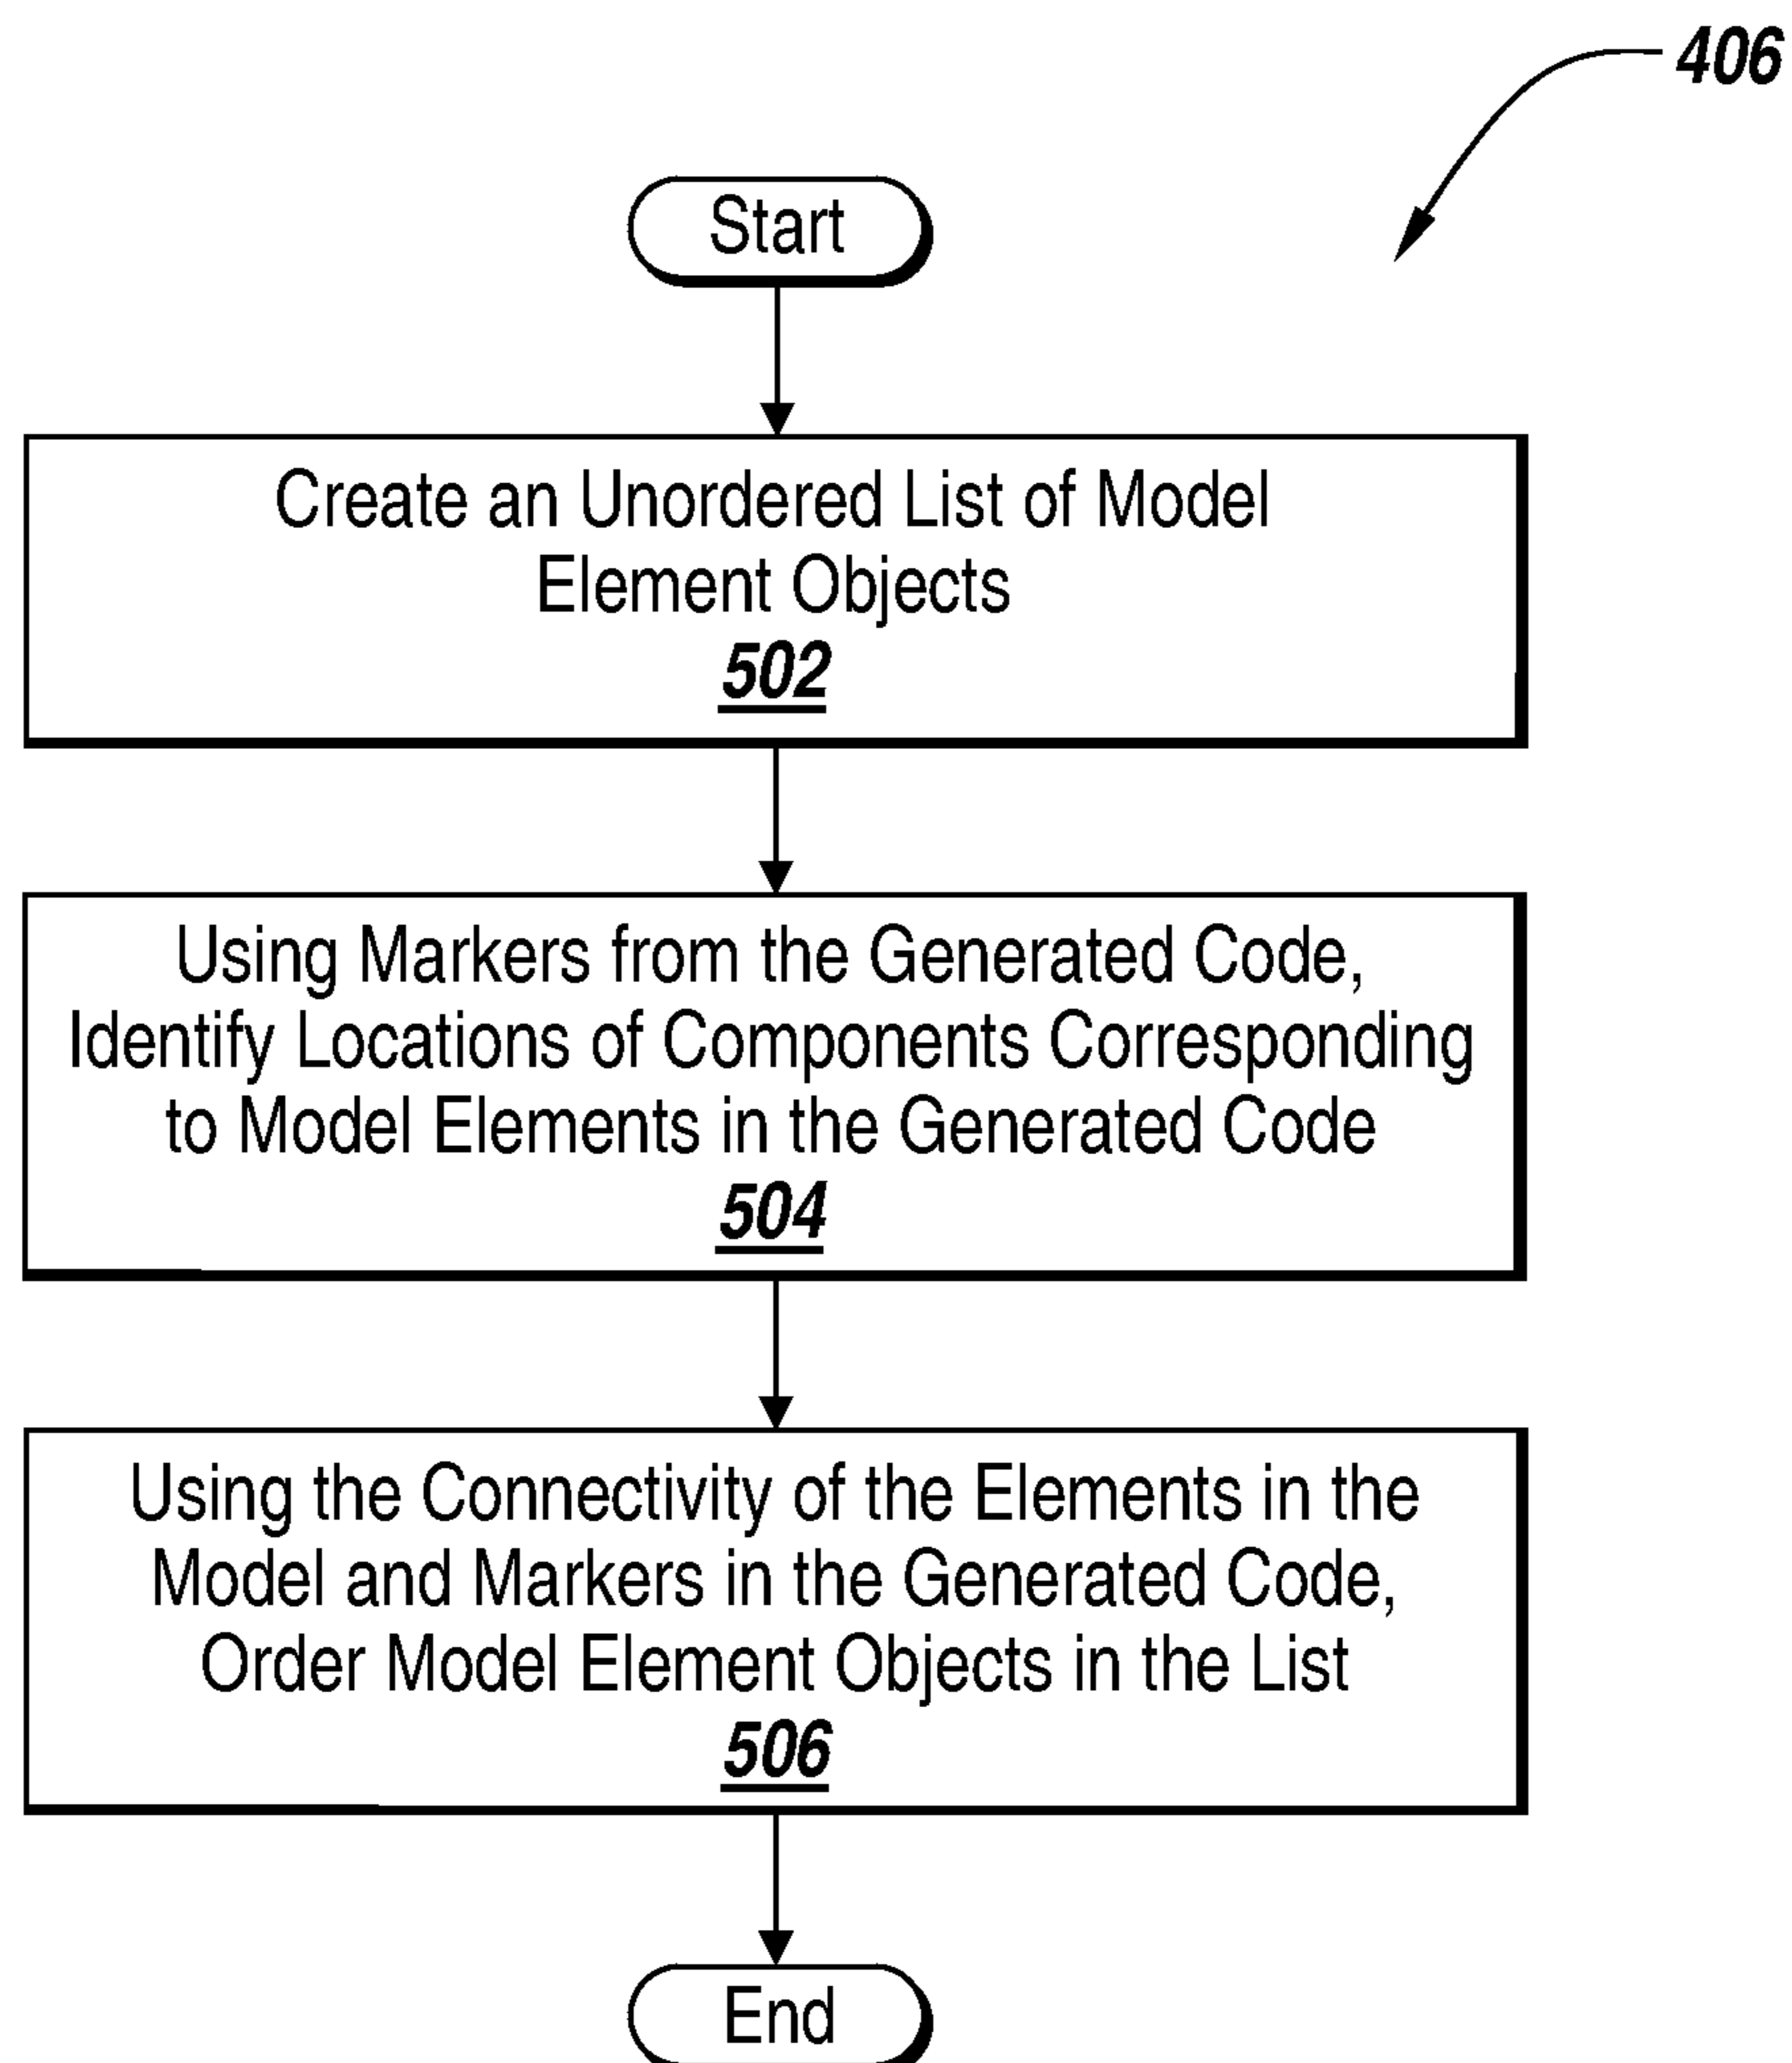 406
Start
Create an Unordered List of Model
Element Objects
502
Using Markers from the Generated Code,
Identify Locations of Components Corresponding
to Model Elements in the Generated Code
504
Using the Connectivity of the Elements in the
Model and Markers in the Generated Code,
Order Model Element Objects in the List
506
End